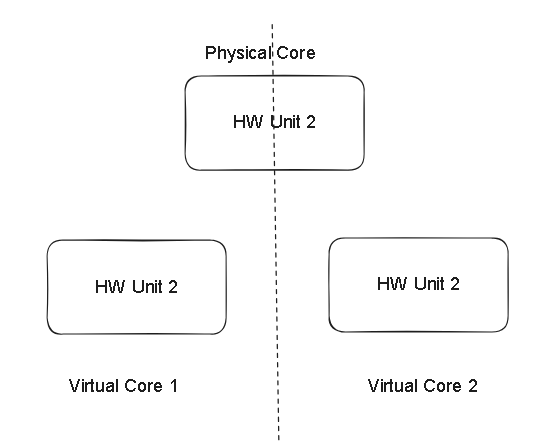 Physical Core
HW Unit 2
HW Unit 2
HW Unit 2
Virtual Core 1
Virtual Core 2